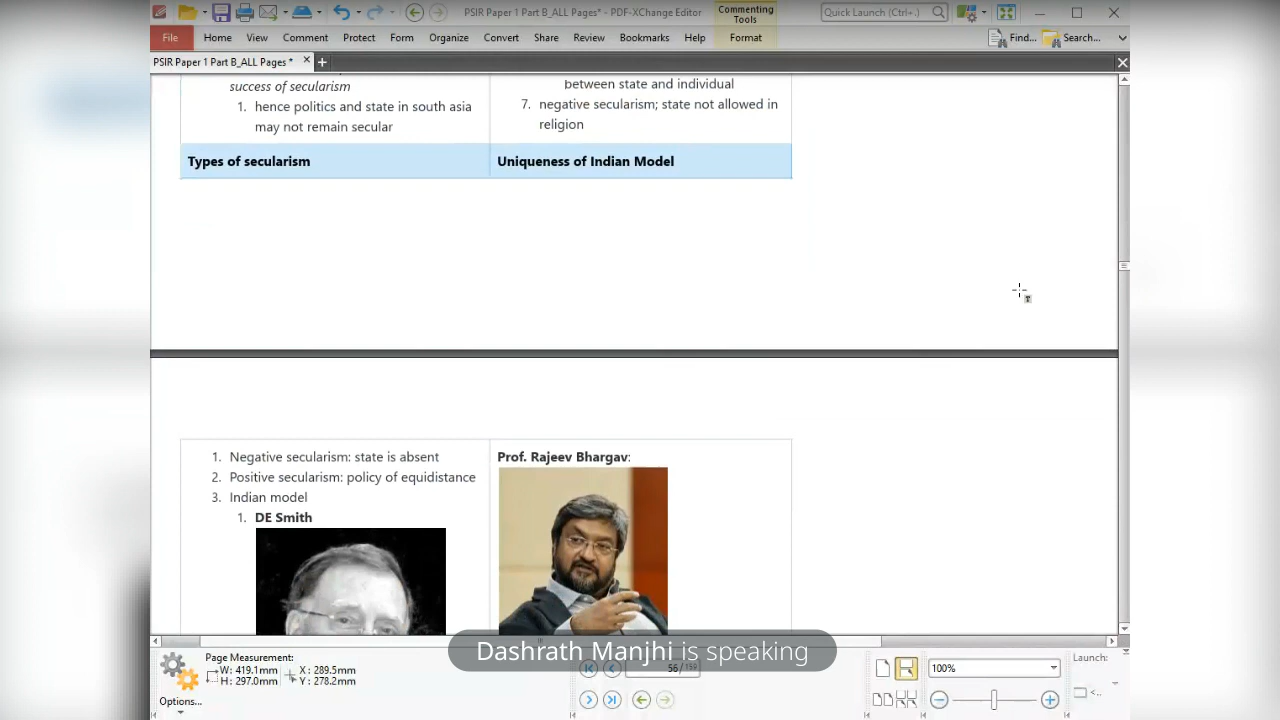 PSIR Paper 1 Part B_ALL Pages* - PDF-XChange Editor
Commenting Tools
Quick Launch (Ctrl+.)
File Home View Comment Protect Form Organize Convert Share Review Bookmarks Help Format
Find... Search...
PSIR Paper 1 Part B_ALL Pages *
success of secularism
1. hence politics and state in south asia
may not remain secular
between state and individual
7. negative secularism; state not allowed in
religion
Types of secularism
Uniqueness of Indian Model
1. Negative secularism: state is absent
2. Positive secularism: policy of equidistance
3. Indian model
1. DE Smith
Prof. Rajeev Bhargav:
Dashrath Manjhi is speaking
Options...
Page Measurement:
W: 419.1mm
H: 297.0mm
X: 289.5mm
Y: 278.2mm
56 / 159
100%
Launch: